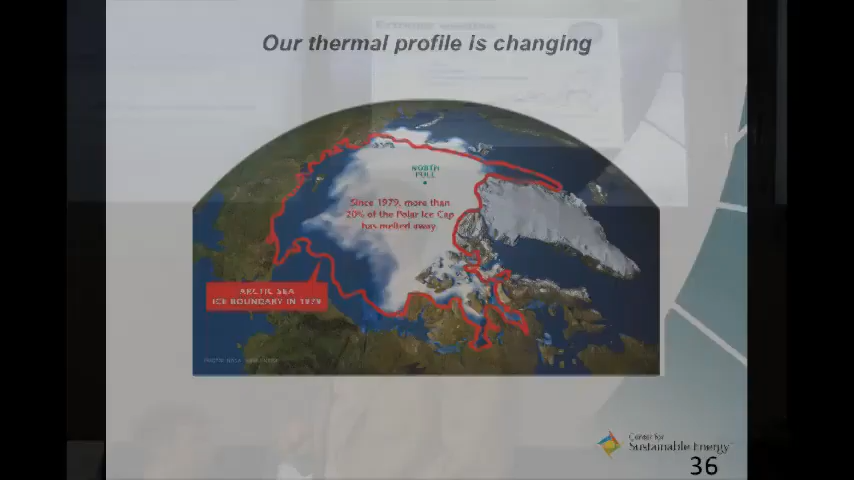 Our thermal profile is changing
NORTH
Since 1979, more than
20% of the Polar Ice Cap
has melted away.
ARCTIC SEA
ICE BOUNDARY IN 1979
Center for
Sustainable Energy
36